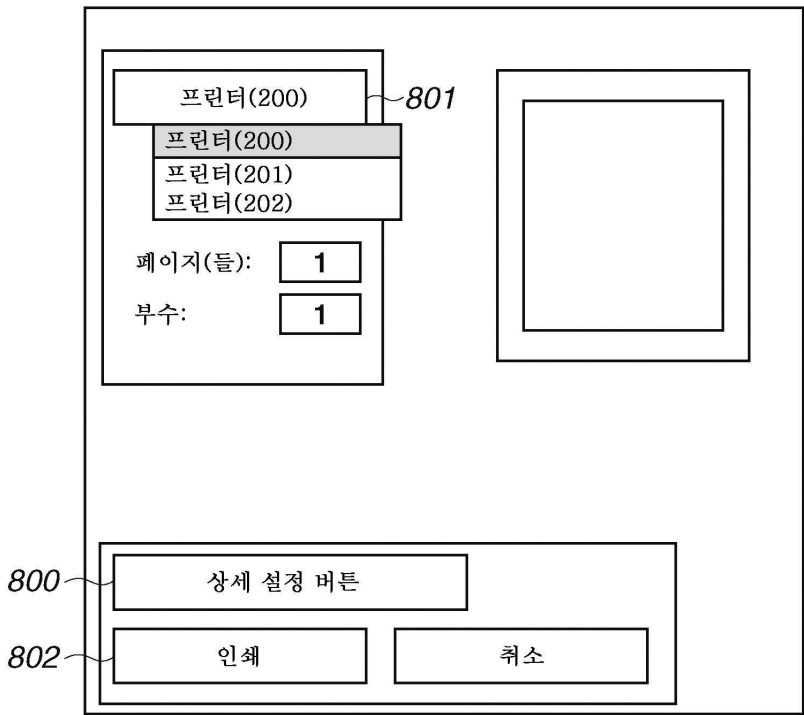 프린터(200)
801
프린터(200)
프린터(201)
프린터(202)
페이지(들): 1
부수: 1
800
상세 설정 버튼
802
인쇄
취소